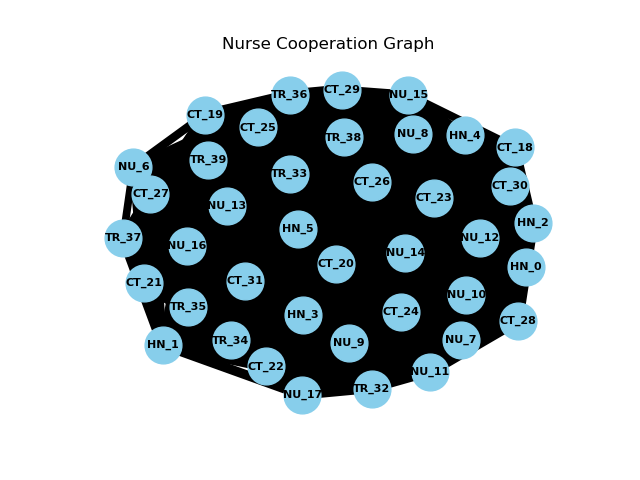 Nurse Cooperation Graph
CT_29
TR_36
NU_15
CT_19
CT_25
NU_8
HN_4
TR_38
CT_18
TR_39
NU_6
TR_33
CT_26
CT_30
CT_27
CT_23
NU_13
HN_2
HN_5
TR_37
NU_12
NU_16
NU_14
CT_20
HN_0
CT_31
CT_21
NU_10
TR_35
CT_24
HN_3
CT_28
TR_34
NU_7
NU_9
HN_1
CT_22
NU_11
TR_32
NU_17